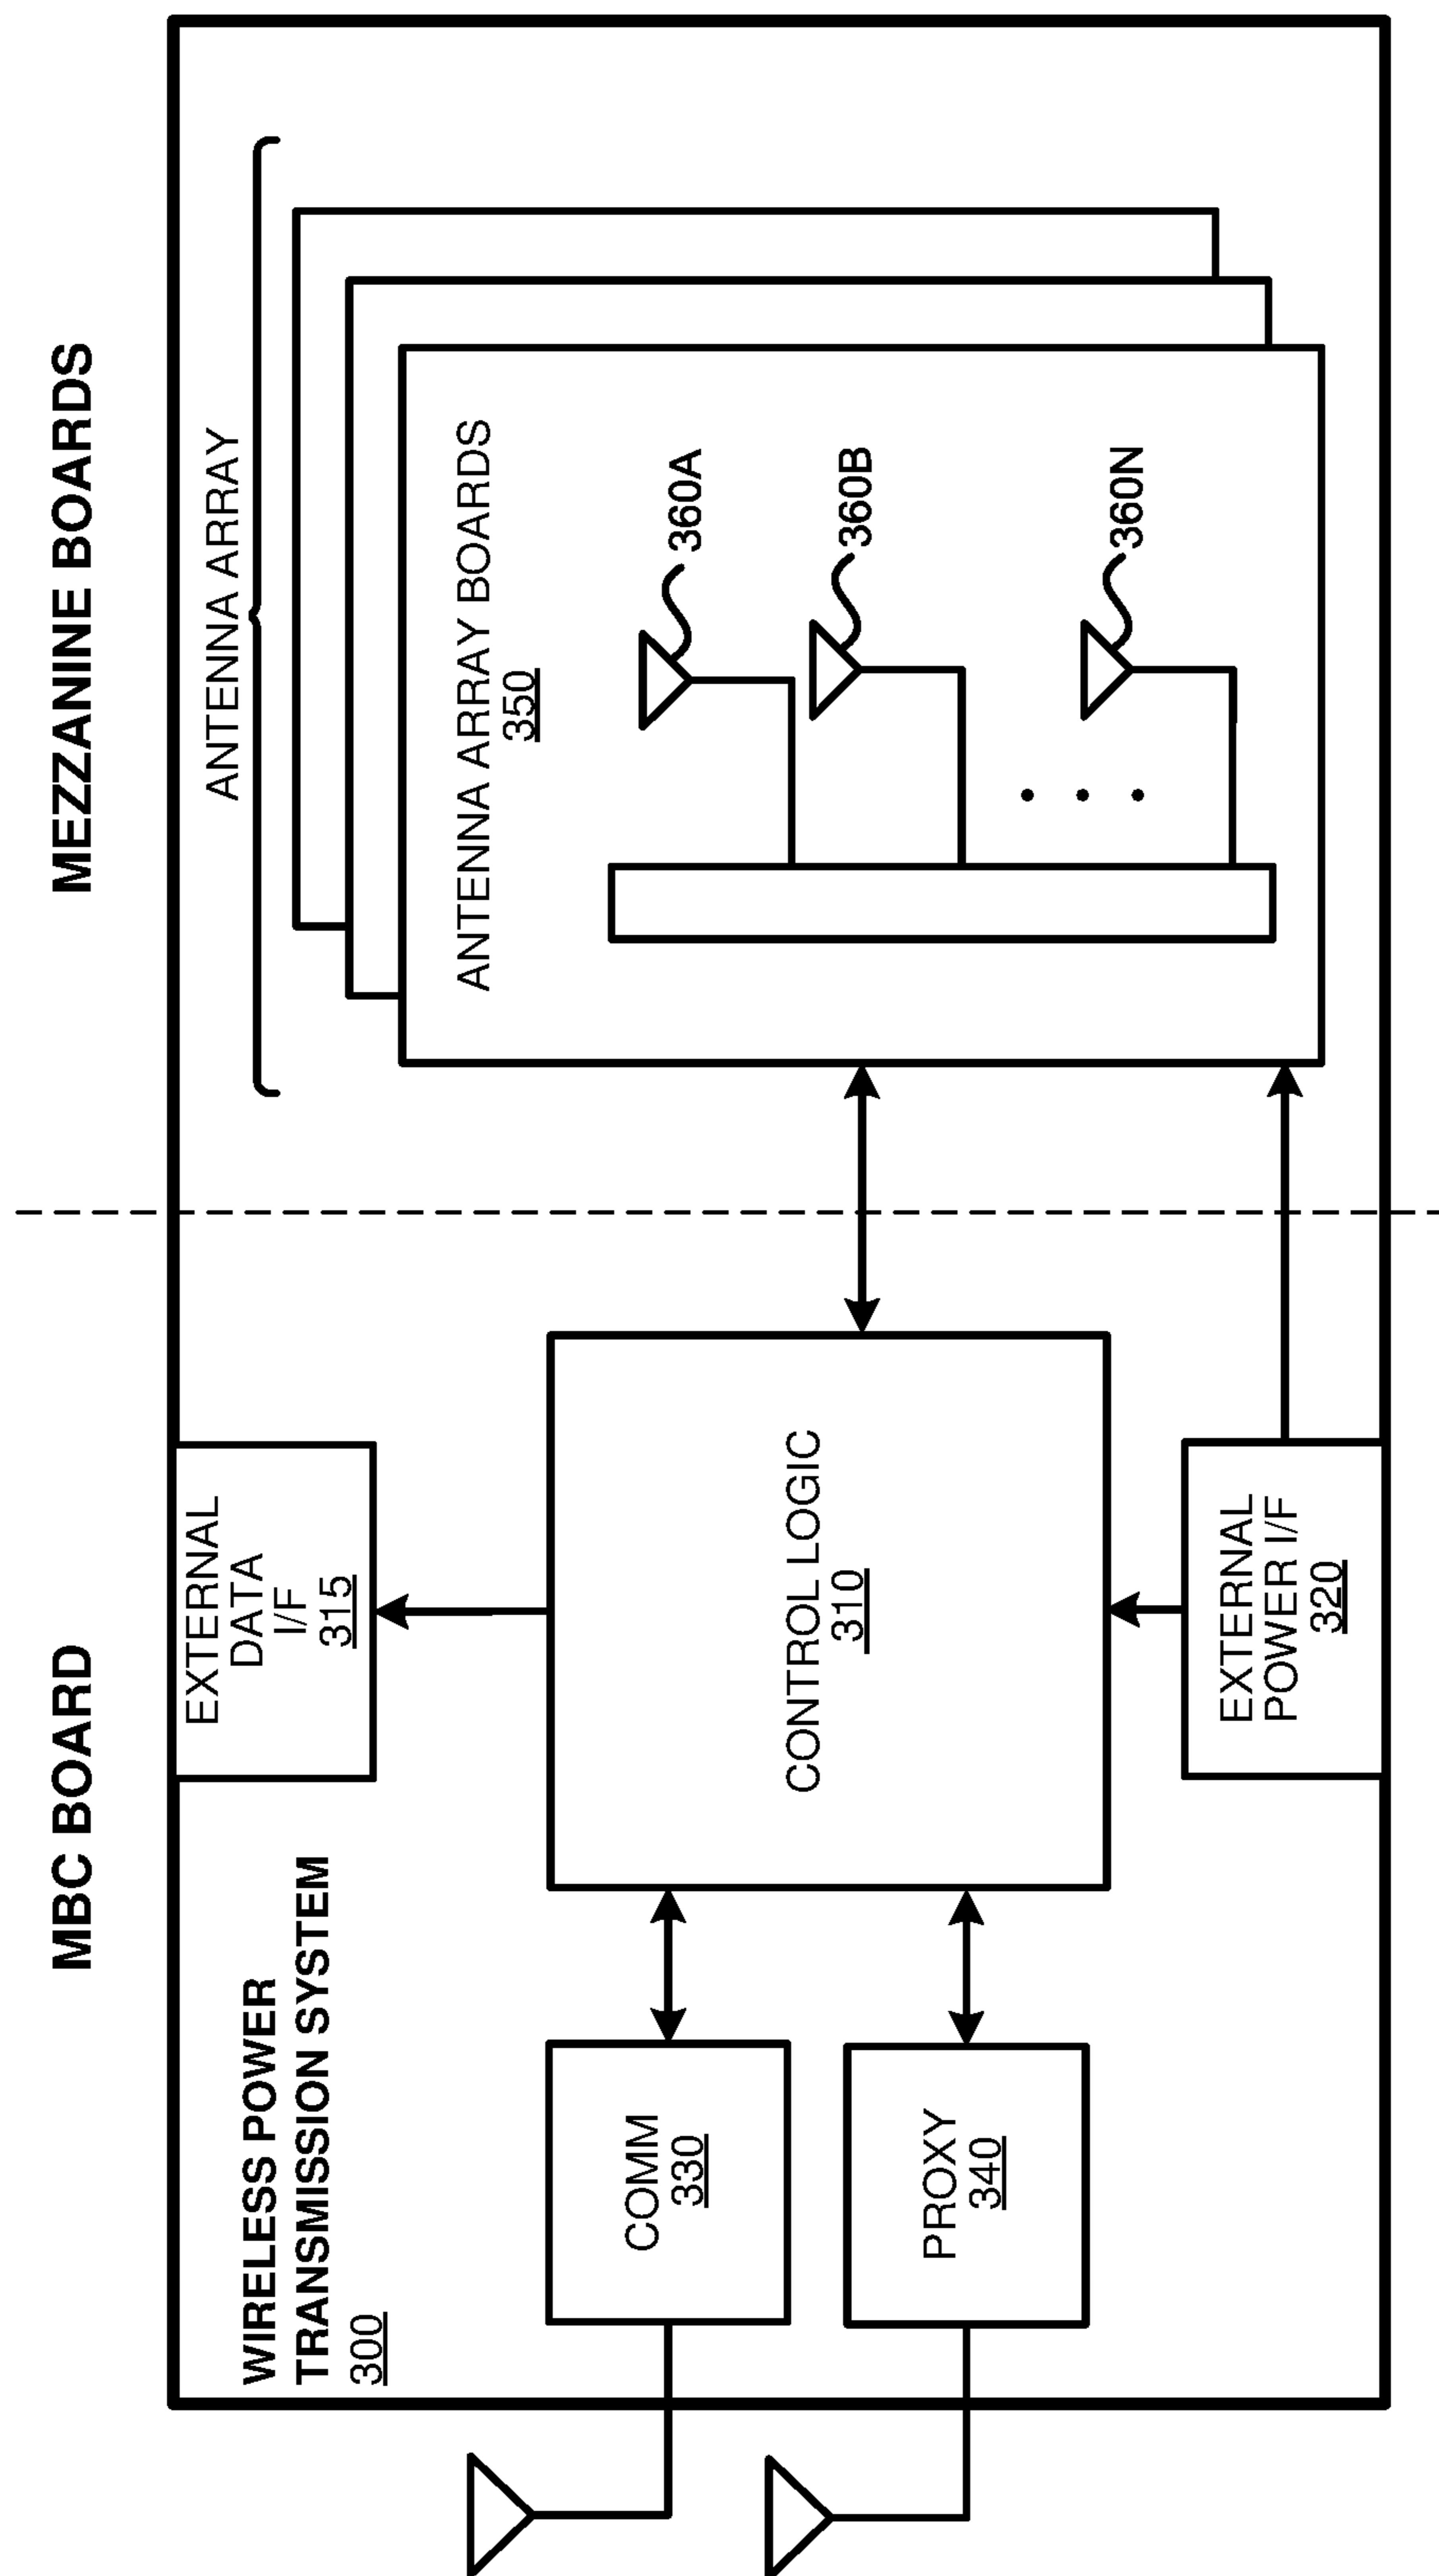 MBC BOARD
MEZZANINE BOARDS
WIRELESS POWER
TRANSMISSION SYSTEM
300
EXTERNAL
DATA
I/F
315
ANTENNA ARRAY
COMM
330
PROXY
340
CONTROL LOGIC
310
EXTERNAL
POWER I/F
320
ANTENNA ARRAY BOARDS
350
360A
360B
360N